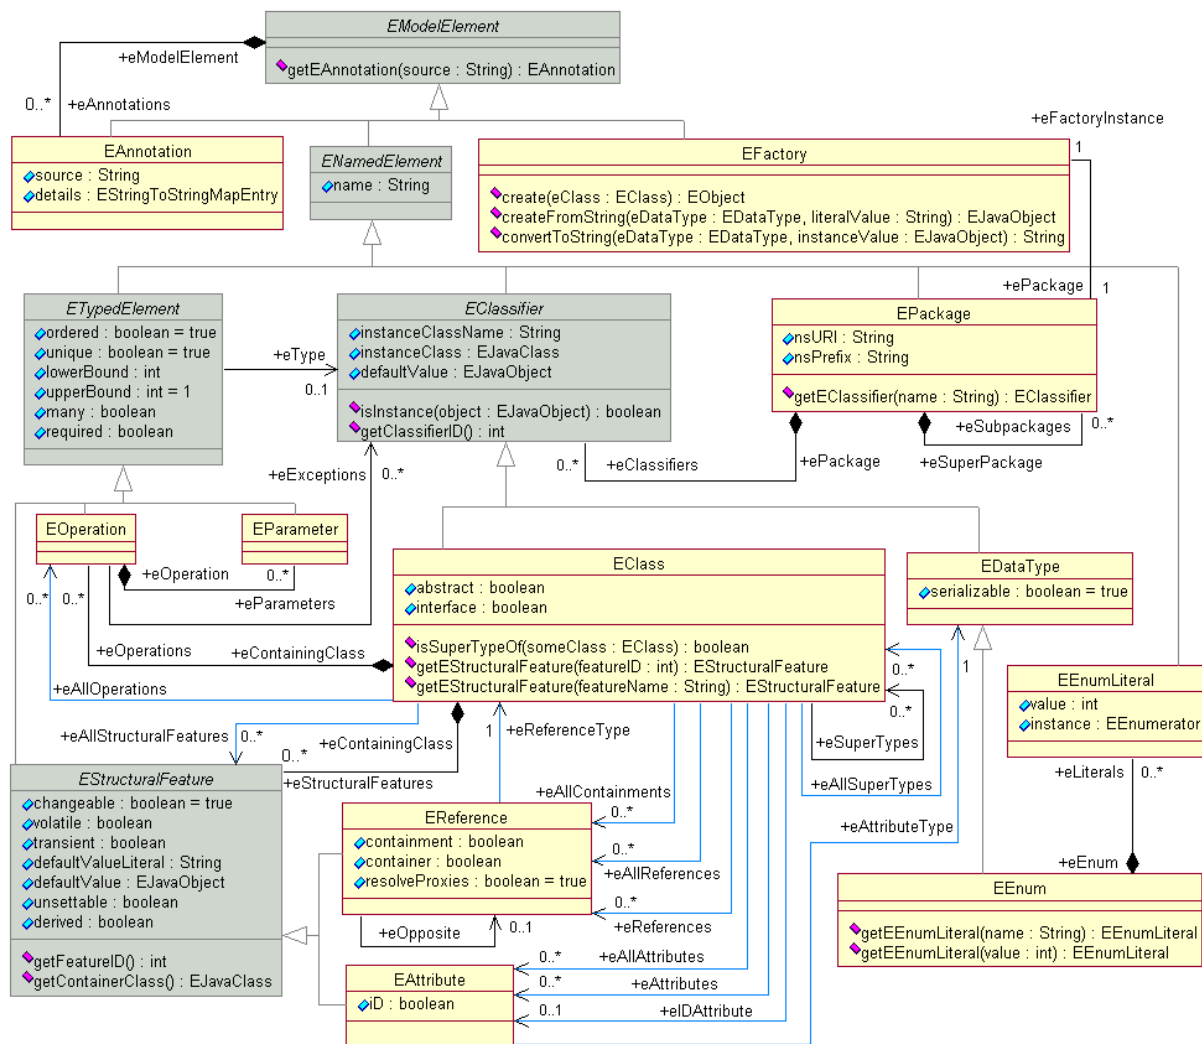 EModelElement
getEAnnotation(source : String) : EAnnotation
+eModelElement
0..*
+eAnnotations
EAnnotation
source : String
details : EStringToStringMapEntry
ENamedElement
name : String
+eFactoryInstance
1
EFactory
create(eClass : EClass) : EObject
createFromString(eDataType : EDataType, literalValue : String) : EJavaObject
convertToString(eDataType : EDataType, instanceValue : EJavaObject) : String
+ePackage
1
ETypedElement
ordered : boolean = true
unique : boolean = true
lowerBound : int
upperBound : int = 1
many : boolean
required : boolean
+eType
0..1
EClassifier
instanceClassName : String
instanceClass : EJavaClass
defaultValue : EJavaObject
isInstance(object : EJavaObject) : boolean
getClassifierID() : int
EPackage
nsURI : String
nsPrefix : String
getEClassifier(name : String) : EClassifier
+eSubpackages
0..*
+eSuperPackage
0..*
+eClassifiers
+ePackage
+eExceptions
0..*
EOperation
EParameter
+eOperation
0..*
+eParameters
0..*
0..*
+eOperations
+eContainingClass
+eAllOperations
EClass
abstract : boolean
interface : boolean
isSuperTypeOf(someClass : EClass) : boolean
getEStructuralFeature(featureID : int) : EStructuralFeature
getEStructuralFeature(featureName : String) : EStructuralFeature
EDataType
serializable : boolean = true
1
0..*
0..*
+eSuperTypes
+eAllSuperTypes
EEnumLiteral
value : int
instance : EEnumerator
+eLiterals
0..*
+eAllStructuralFeatures
0..*
+eContainingClass
0..*
+eStructuralFeatures
1
+eReferenceType
EStructuralFeature
changeable : boolean = true
volatile : boolean
transient : boolean
defaultValueLiteral : String
defaultValue : EJavaObject
unsettable : boolean
derived : boolean
getFeatureID() : int
getContainerClass() : EJavaClass
+eAllContainments
0..*
EReference
containment : boolean
container : boolean
resolveProxies : boolean = true
0..*
+eAllReferences
0..*
+eReferences
+eOpposite
0..1
+eAttributeType
+eEnum
EEnum
getEEnumLiteral(name : String) : EEnumLiteral
getEEnumLiteral(value : int) : EEnumLiteral
EAttribute
iD : boolean
0..*
+eAllAttributes
0..*
+eAttributes
0..1
+eIDAttribute